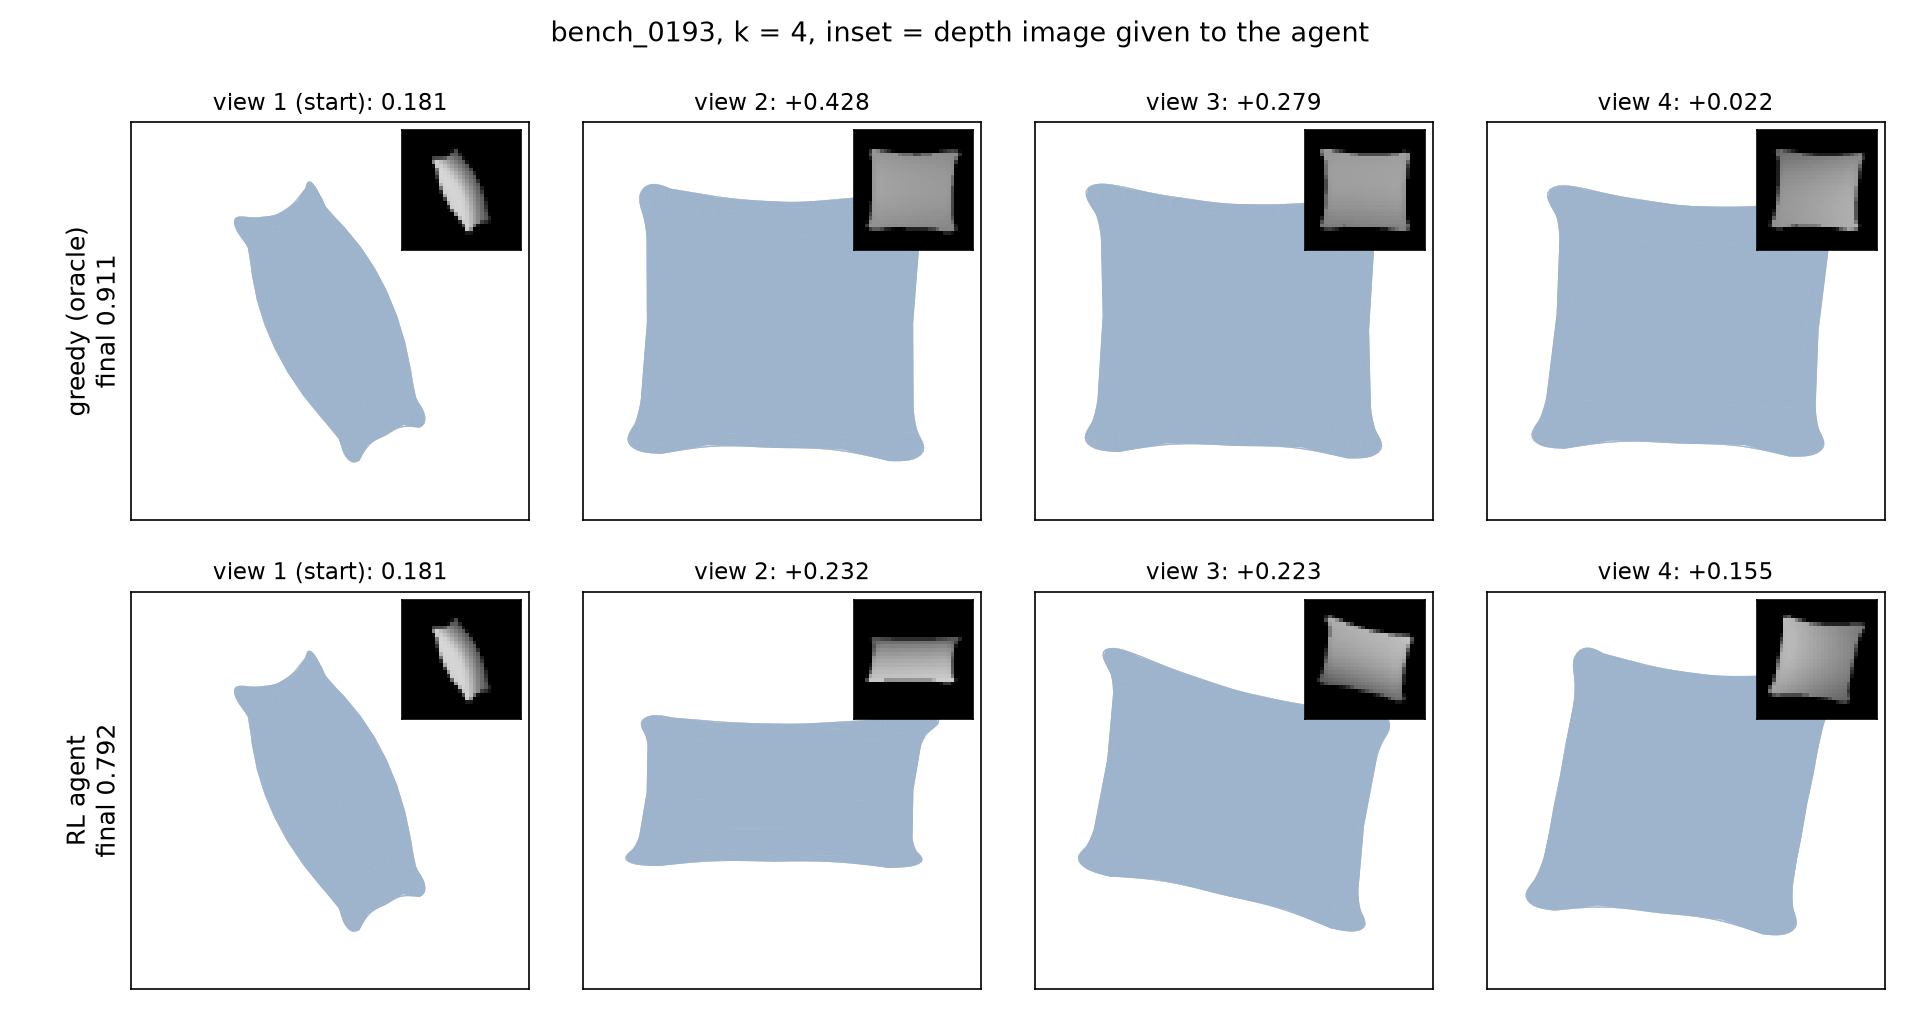 bench_0193, k = 4, inset = depth image given to the agent
view 1 (start): 0.181
view 2: +0.428
view 3: +0.279
view 4: +0.022
greedy (oracle)
final 0.911
view 1 (start): 0.181
view 2: +0.232
view 3: +0.223
view 4: +0.155
RL agent
final 0.792